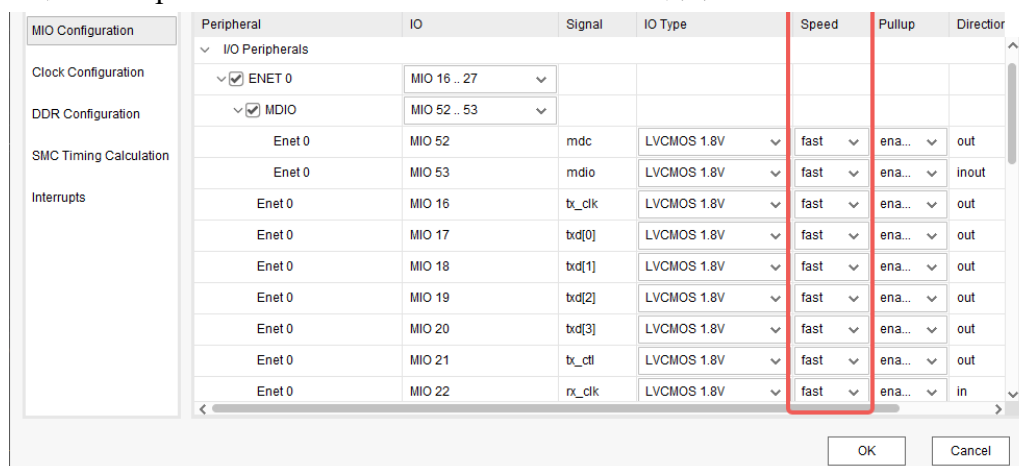 MIO Configuration
Clock Configuration
DDR Configuration
SMC Timing Calculation
Interrupts
Peripheral IO Signal IO Type Speed Pullup Direction
I/O Peripherals
ENET 0 MIO 16 .. 27
MDIO MIO 52 .. 53
Enet 0 MIO 52 mdc LVCMOS 1.8V fast ena... out
Enet 0 MIO 53 mdio LVCMOS 1.8V fast ena... inout
Enet 0 MIO 16 tx_clk LVCMOS 1.8V fast ena... out
Enet 0 MIO 17 txd[0] LVCMOS 1.8V fast ena... out
Enet 0 MIO 18 txd[1] LVCMOS 1.8V fast ena... out
Enet 0 MIO 19 txd[2] LVCMOS 1.8V fast ena... out
Enet 0 MIO 20 txd[3] LVCMOS 1.8V fast ena... out
Enet 0 MIO 21 tx_ctl LVCMOS 1.8V fast ena... out
Enet 0 MIO 22 rx_clk LVCMOS 1.8V fast ena... in
OK Cancel